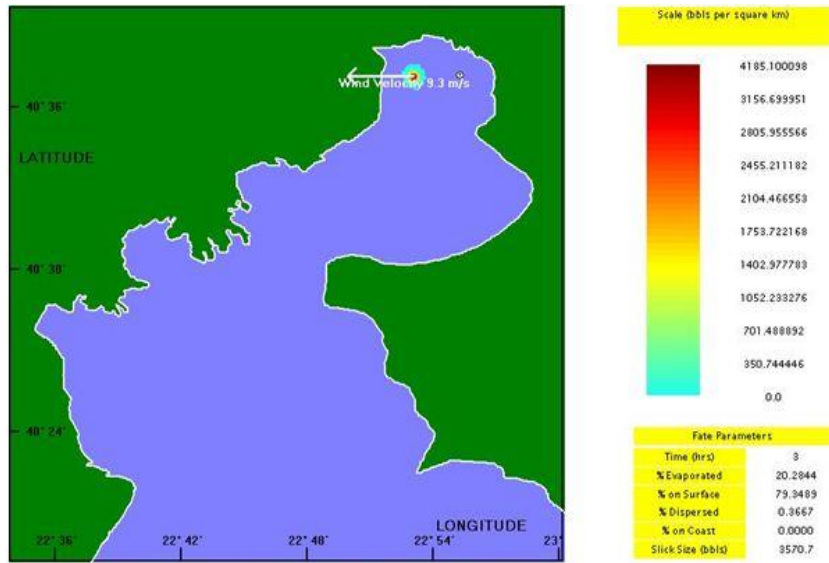 Scale (bbls per square km)
4185.100098
3156.699951
2805.955566
2455.211182
2104.466553
1753.722168
1402.977783
1052.233276
701.488892
350.744446
0.0
Wind Velocity 9.3 m/s
40° 36'
LATITUDE
40° 30'
40° 24'
LONGITUDE
22° 36' 22° 42' 22° 48' 22° 54' 23°
Fate Parameters
Time (hrs) 3
% Evaporated 20.2844
% on Surface 79.3489
% Dispersed 0.3667
% on Coast 0.0000
Slick Size (bbls) 3570.7